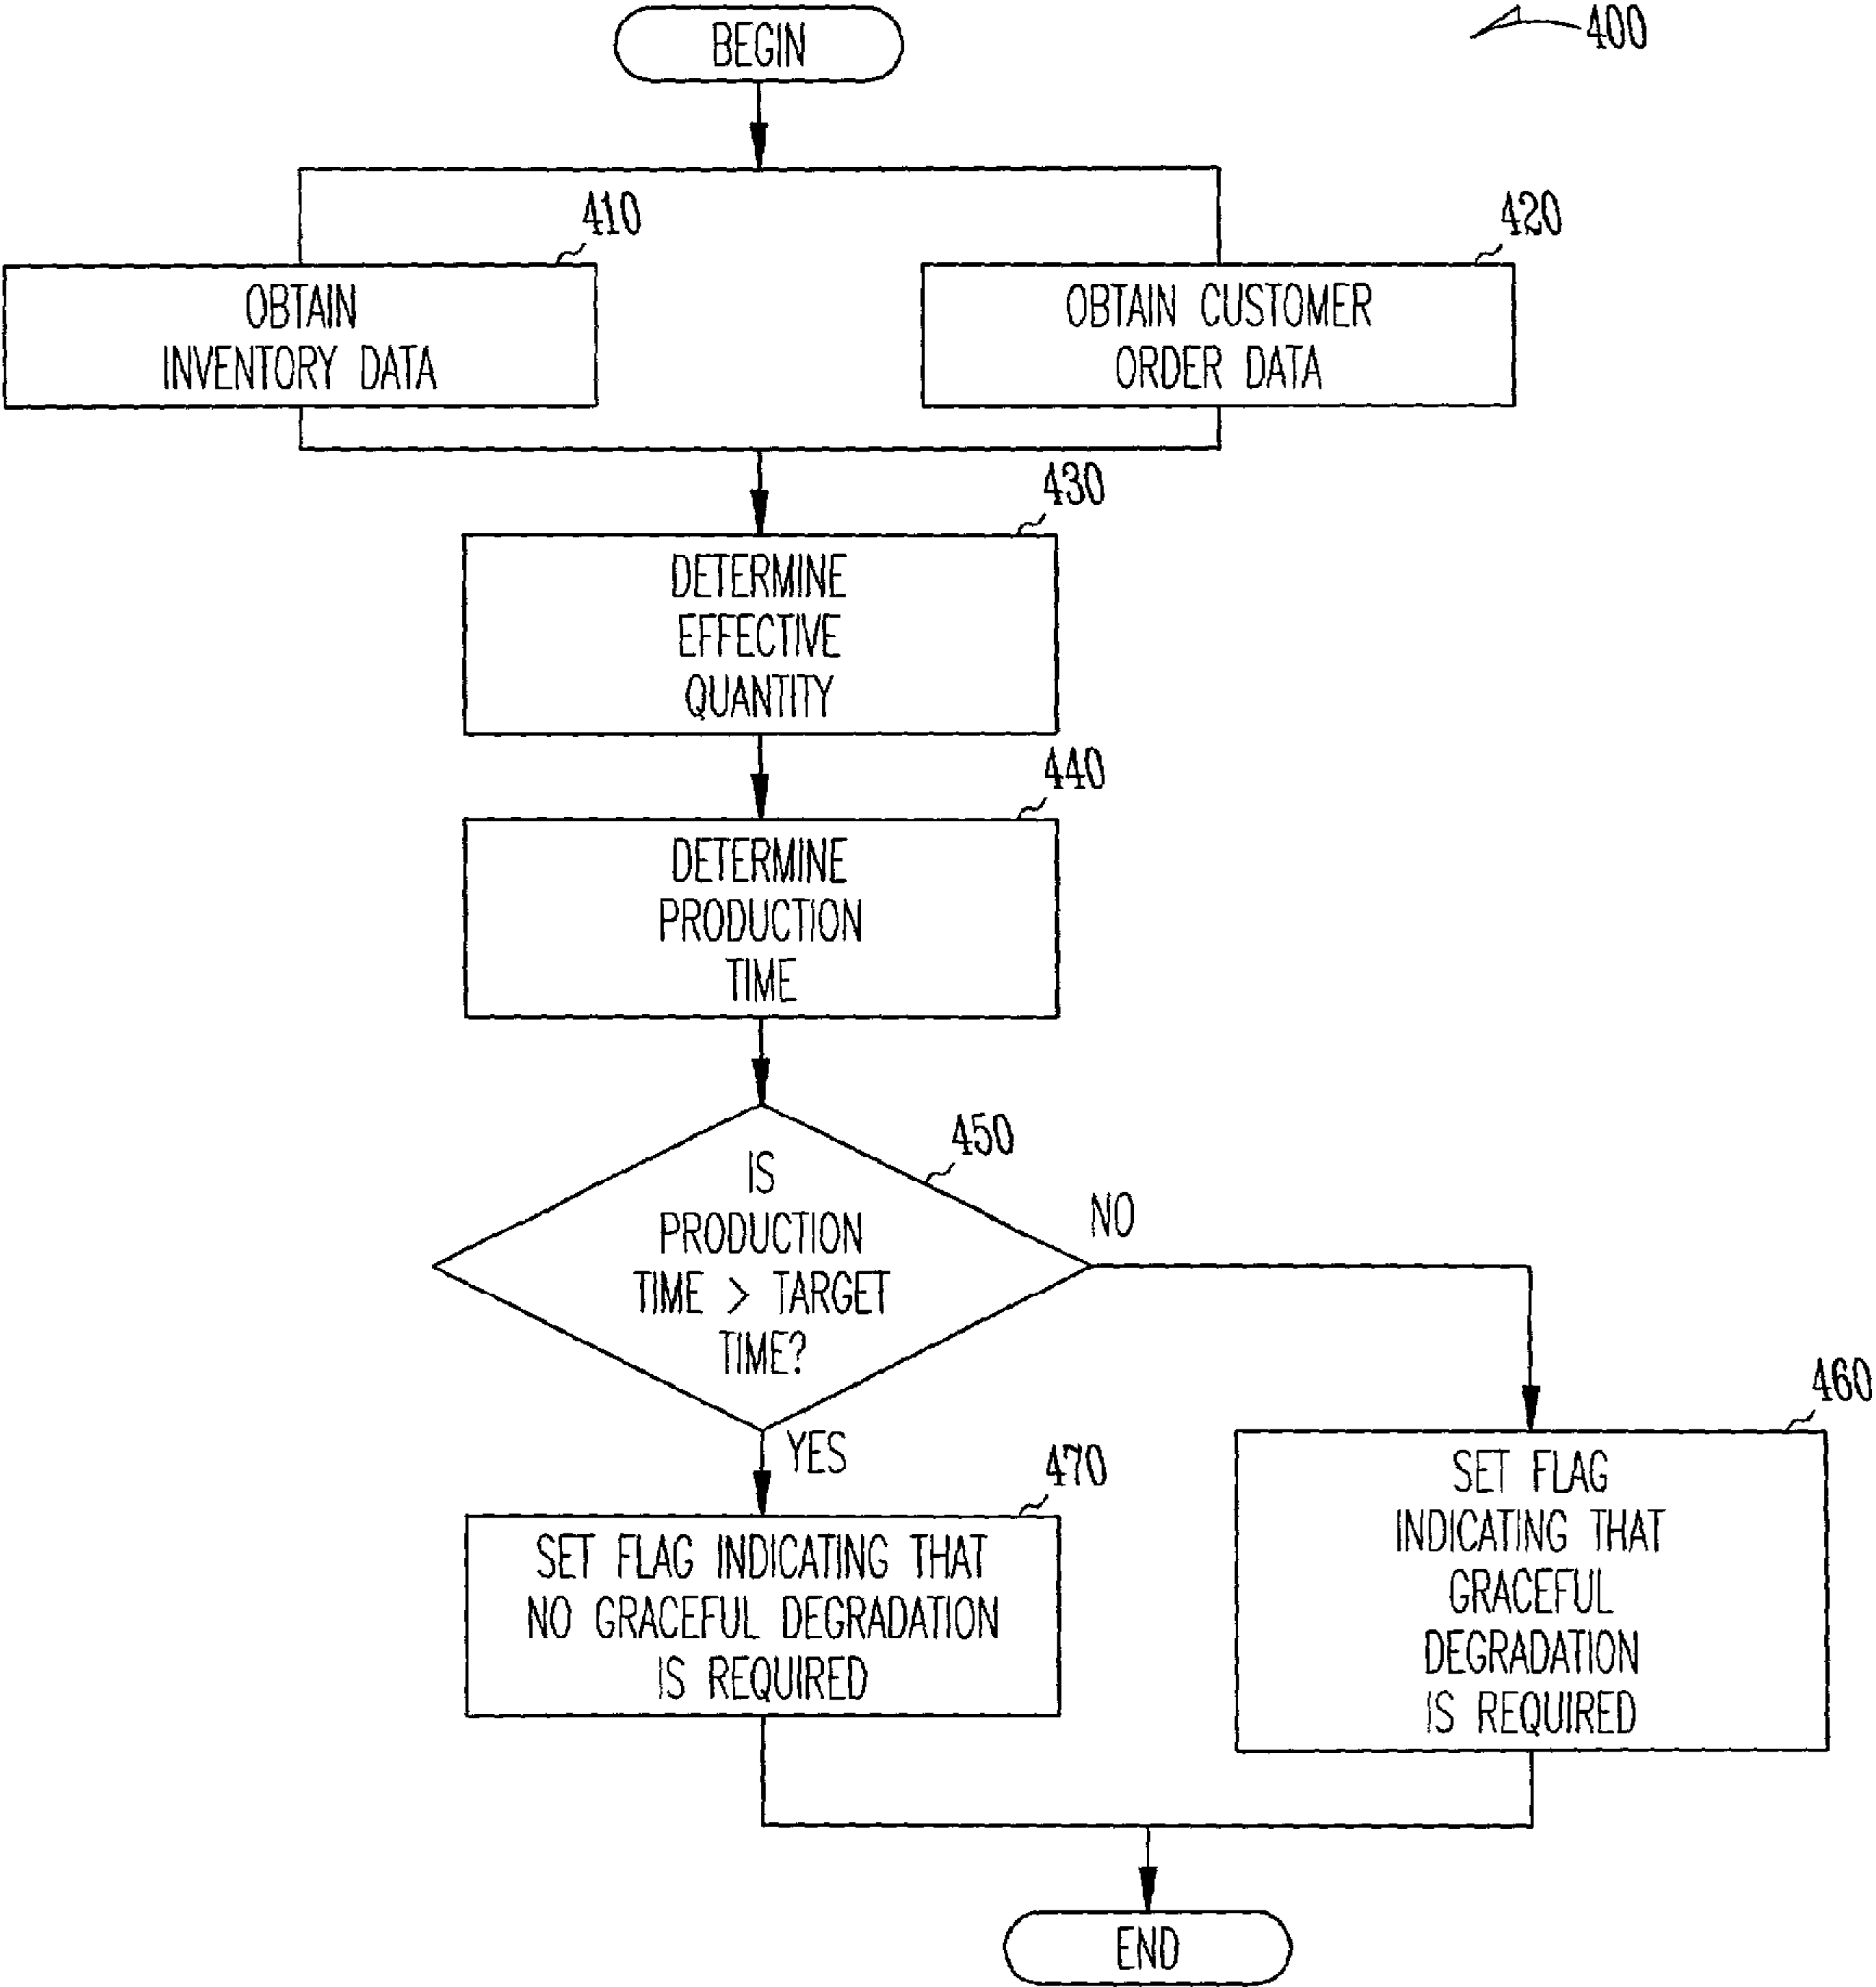 BEGIN
400
410
OBTAIN
INVENTORY DATA
420
OBTAIN CUSTOMER
ORDER DATA
430
DETERMINE
EFFECTIVE
QUANTITY
440
DETERMINE
PRODUCTION
TIME
450
IS
PRODUCTION
TIME > TARGET
TIME?
NO
YES
460
SET FLAG
INDICATING THAT
GRACEFUL
DEGRADATION
IS REQUIRED
470
SET FLAG INDICATING THAT
NO GRACEFUL DEGRADATION
IS REQUIRED
END